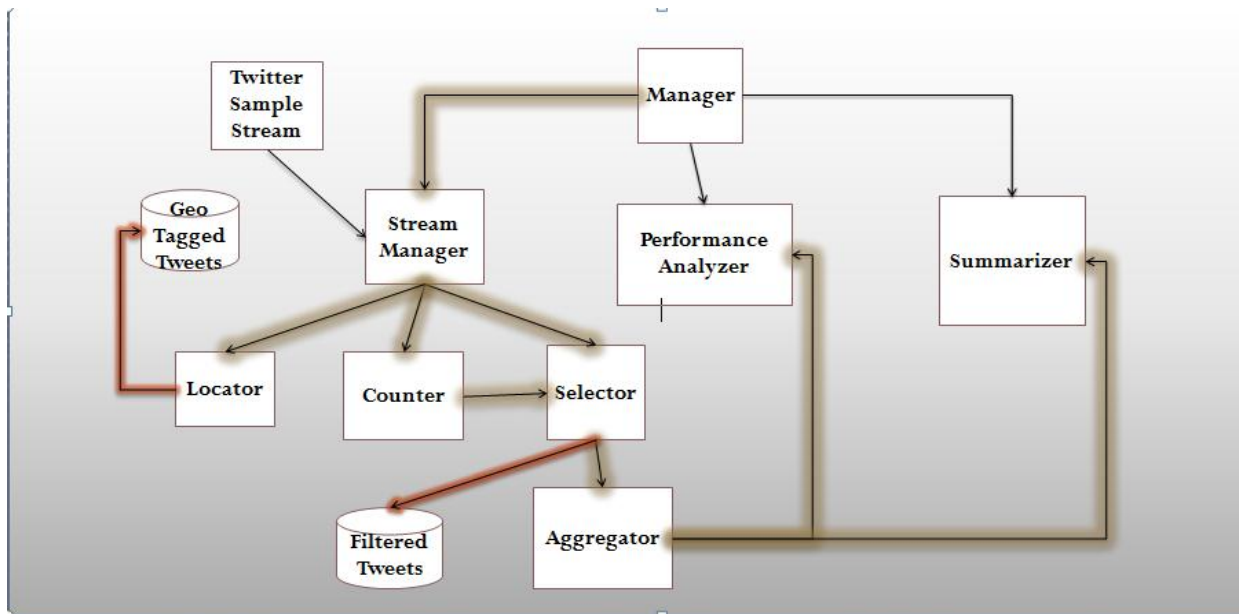 Twitter
Sample
Stream
Manager
Geo
Tagged
Tweets
Stream
Manager
Performance
Analyzer
Summarizer
Locator
Counter
Selector
Filtered
Tweets
Aggregator